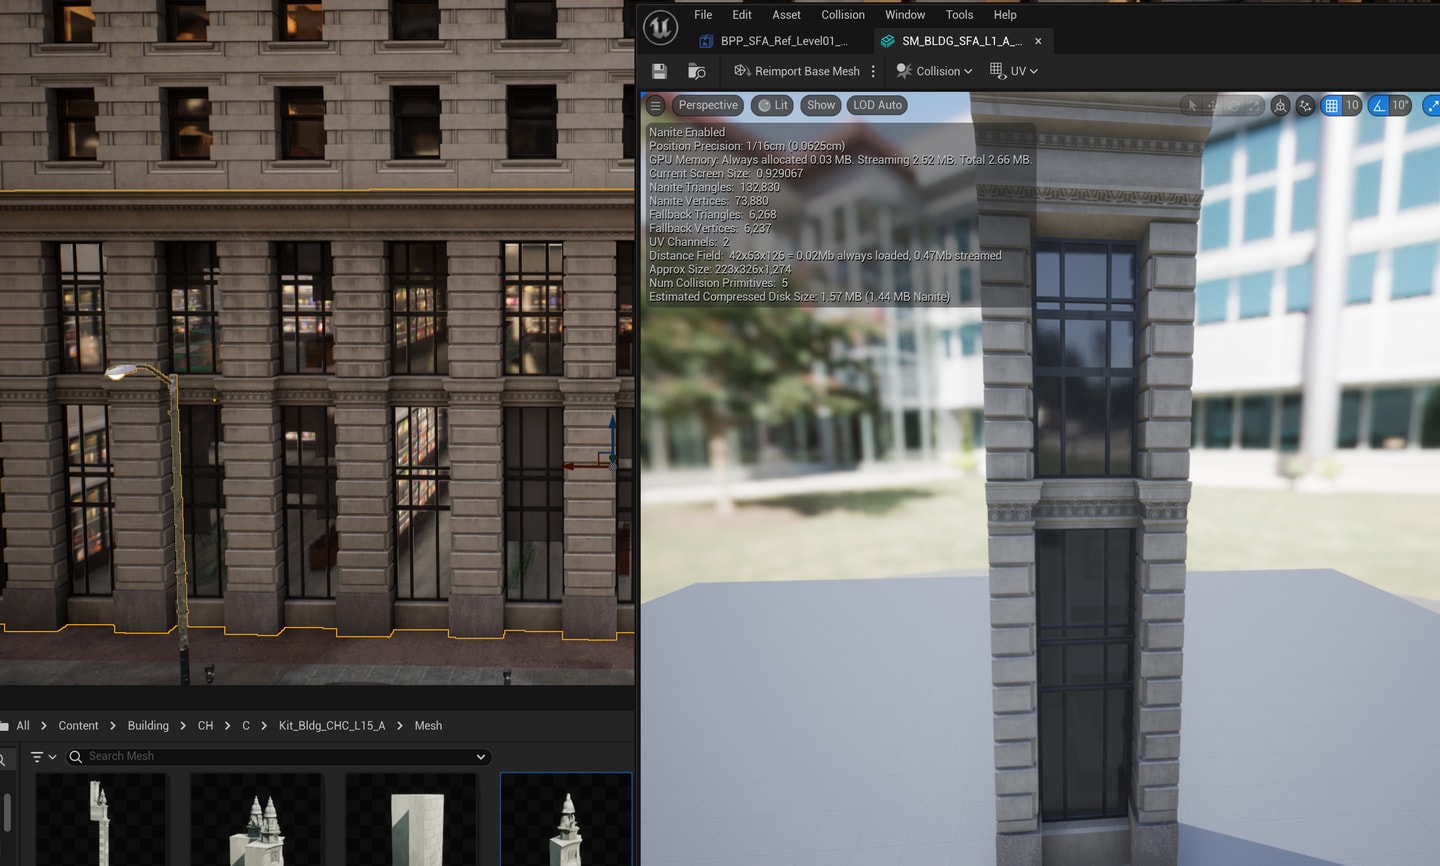 File Edit Asset Collision Window Tools Help
BPP_SFA_Ref_Level01_... SM_BLDG_SFA_L1_A_...
Reimport Base Mesh Collision UV
Perspective Lit Show LOD Auto 10 10°
Nanite Enabled
Position Precision: 1/16cm (0.0625cm)
GPU Memory: Always allocated 0.03 MB. Streaming 2.62 MB. Total 2.66 MB.
Current Screen Size: 0.929067
Nanite Triangles: 132,830
Nanite Vertices: 73,880
Fallback Triangles: 6,268
Fallback Vertices: 6,237
UV Channels: 2
Distance Field: 42x63x126 = 0.02Mb always loaded, 0.47Mb streamed
Approx Size: 223x326x1,274
Num Collision Primitives: 5
Estimated Compressed Disk Size: 1.57 MB (1.44 MB Nanite)
All > Content > Building > CH > C > Kit_Bldg_CHC_L15_A > Mesh
Search Mesh